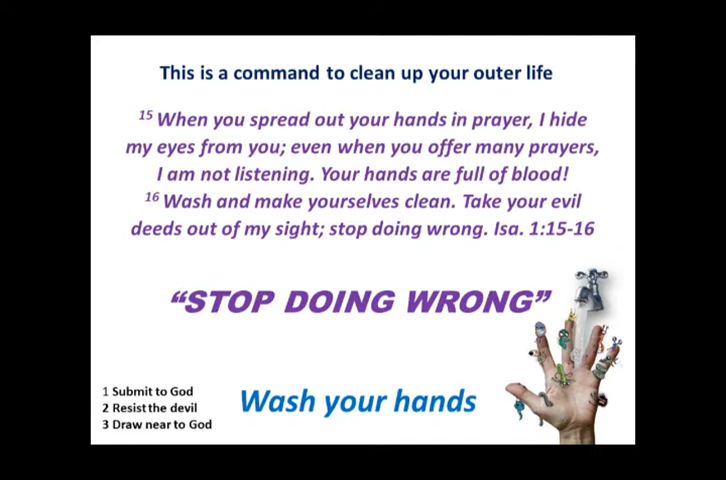 This is a command to clean up your outer life
15 When you spread out your hands in prayer, I hide
my eyes from you; even when you offer many prayers,
I am not listening. Your hands are full of blood!
16 Wash and make yourselves clean. Take your evil
deeds out of my sight; stop doing wrong. Isa. 1:15-16
“STOP DOING WRONG”
1 Submit to God
2 Resist the devil
3 Draw near to God
Wash your hands